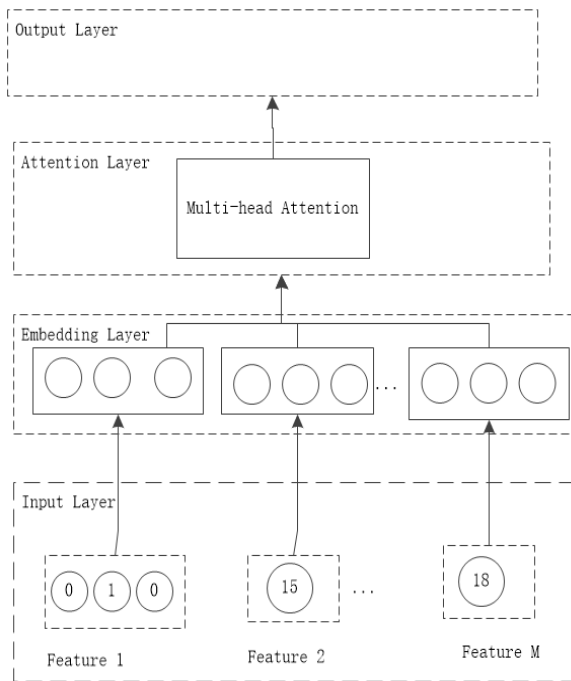 Output Layer
Attention Layer
Multi-head Attention
Embedding Layer
...
Input Layer
0 1 0 15 ... 18
Feature 1 Feature 2 Feature M